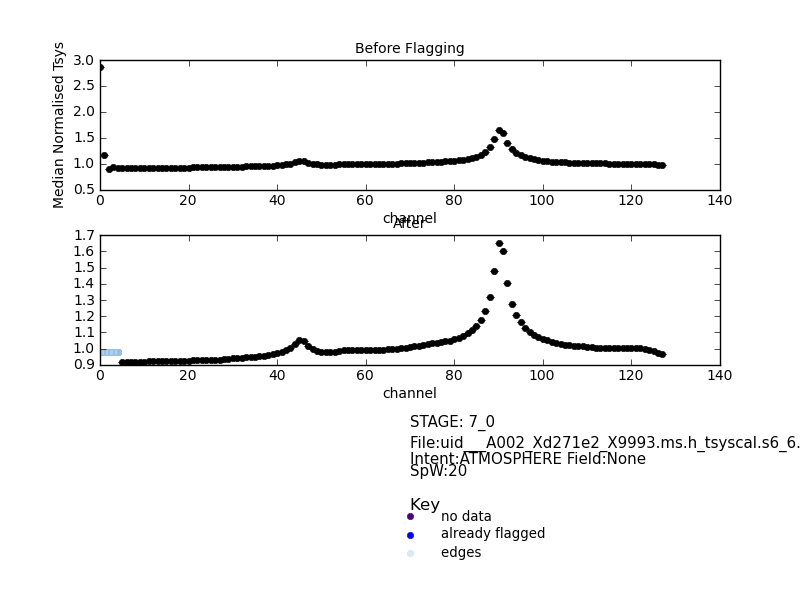 Before Flagging
Median Normalised Tsys
3.0
2.5
2.0
1.5
1.0
0.5
0 20 40 60 80 100 120 140
channel
After
1.7
1.6
1.5
1.4
1.3
1.2
1.1
1.0
0.9
0 20 40 60 80 100 120 140
channel
STAGE: 7_0
File:uid___A002_Xd271e2_X9993.ms.h_tsyscal.s6_6.
Intent:ATMOSPHERE Field:None
SpW:20
Key
no data
already flagged
edges